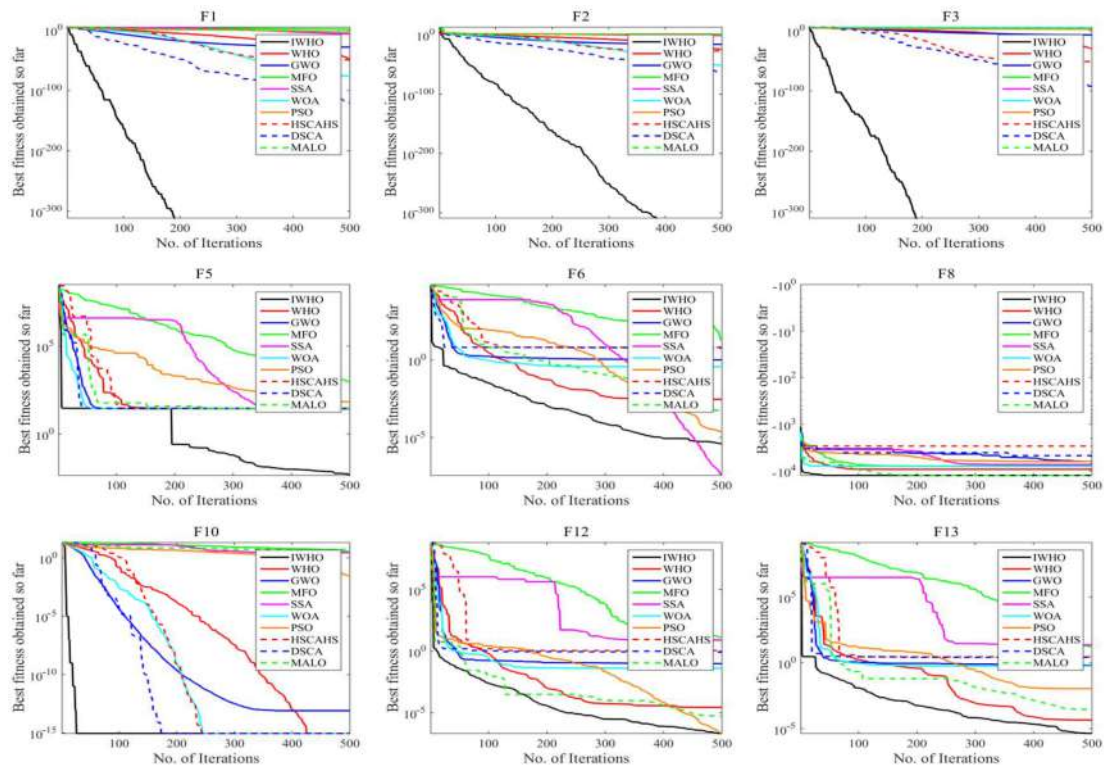 F1
F2
F3
Best fitness obtained so far
10^0
10^-100
10^-200
10^-300
100 200 300 400 500
No. of Iterations
IWHO
WHO
GWO
MFO
SSA
WOA
PSO
HSCAHS
DSCA
MALO
Best fitness obtained so far
10^0
10^-100
10^-200
10^-300
100 200 300 400 500
No. of Iterations
IWHO
WHO
GWO
MFO
SSA
WOA
PSO
HSCAHS
DSCA
MALO
Best fitness obtained so far
10^0
10^-100
10^-200
10^-300
100 200 300 400 500
No. of Iterations
IWHO
WHO
GWO
MFO
SSA
WOA
PSO
HSCAHS
DSCA
MALO
F5
F6
F8
Best fitness obtained so far
10^5
10^0
100 200 300 400 500
No. of Iterations
IWHO
WHO
GWO
MFO
SSA
WOA
PSO
HSCAHS
DSCA
MALO
Best fitness obtained so far
10^0
10^-5
100 200 300 400 500
No. of Iterations
IWHO
WHO
GWO
MFO
SSA
WOA
PSO
HSCAHS
DSCA
MALO
Best fitness obtained so far
-10^0
-10^1
-10^2
-10^3
-10^4
100 200 300 400 500
No. of Iterations
IWHO
WHO
GWO
MFO
SSA
WOA
PSO
HSCAHS
DSCA
MALO
F10
F12
F13
Best fitness obtained so far
10^0
10^-5
10^-10
10^-15
100 200 300 400 500
No. of Iterations
IWHO
WHO
GWO
MFO
SSA
WOA
PSO
HSCAHS
DSCA
MALO
Best fitness obtained so far
10^5
10^0
10^-5
100 200 300 400 500
No. of Iterations
IWHO
WHO
GWO
MFO
SSA
WOA
PSO
HSCAHS
DSCA
MALO
Best fitness obtained so far
10^5
10^0
10^-5
100 200 300 400 500
No. of Iterations
IWHO
WHO
GWO
MFO
SSA
WOA
PSO
HSCAHS
DSCA
MALO